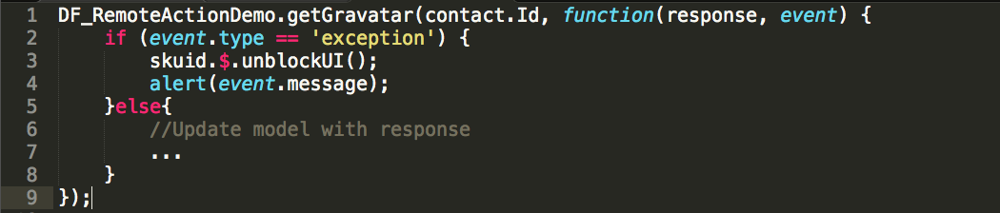 1 DF_RemoteActionDemo.getGravatar(contact.Id, function(response, event) {
2     if (event.type == 'exception') {
3         skuid.$.unblockUI();
4         alert(event.message);
5     }else{
6         //Update model with response
7         ...
8     }
9 });